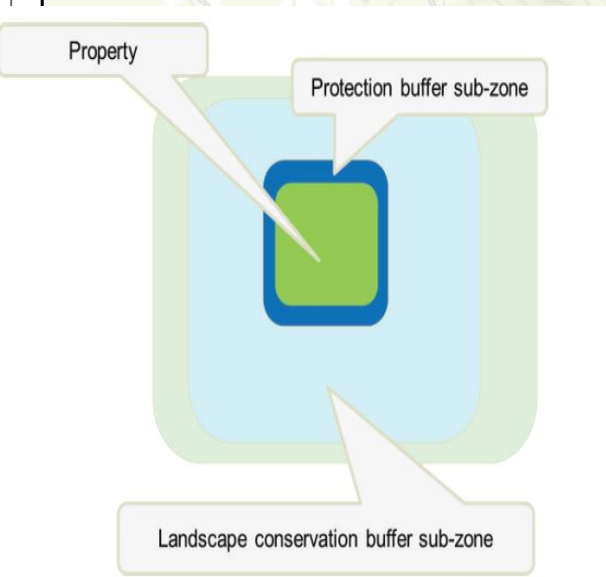 Property
Protection buffer sub-zone
Landscape conservation buffer sub-zone